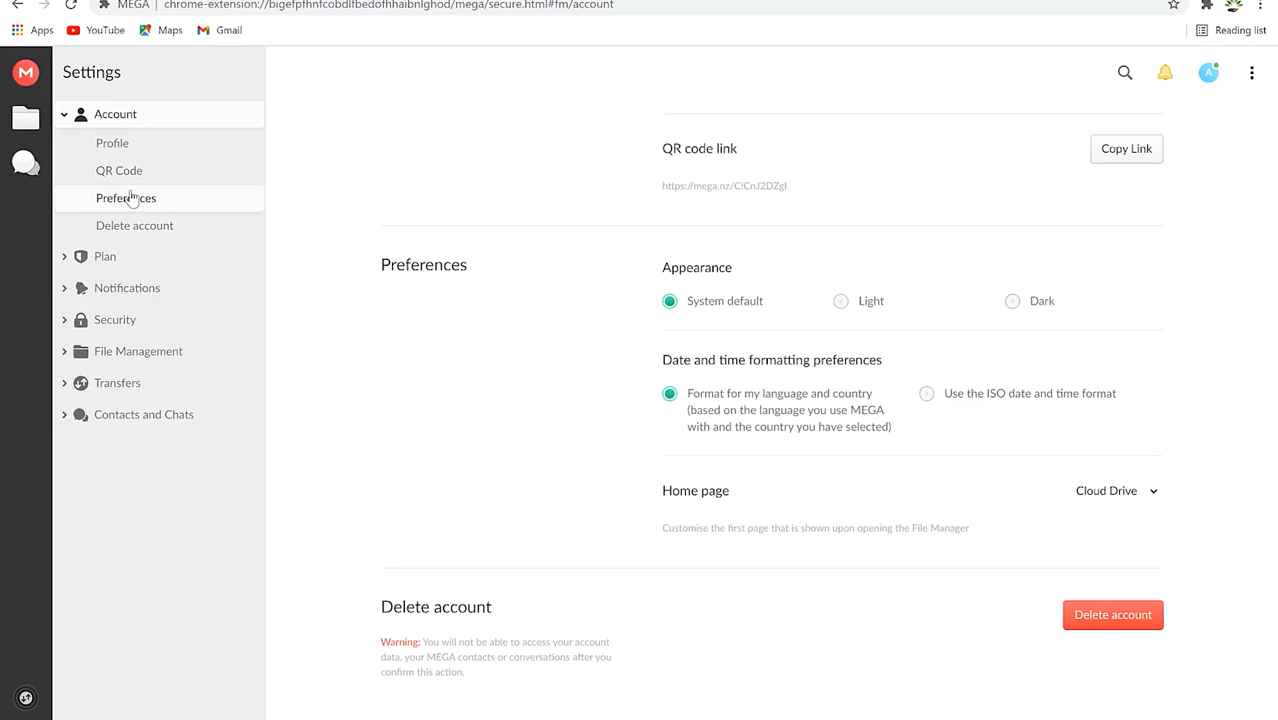 MEGA | chrome-extension://bigefpfhnfcobdlfbedofhhaibnlghod/mega/secure.html#fm/account
Apps YouTube Maps Gmail Reading list
M Settings
A
Account
Profile
QR Code
Preferences
Delete account
Plan
Notifications
Security
File Management
Transfers
Contacts and Chats
QR code link Copy Link
https://mega.nz/C!CnJ2DZgI
Preferences
Appearance
System default Light Dark
Date and time formatting preferences
Format for my language and country
(based on the language you use MEGA
with and the country you have selected)
Use the ISO date and time format
Home page Cloud Drive
Customise the first page that is shown upon opening the File Manager
Delete account
Delete account
Warning: You will not be able to access your account
data, your MEGA contacts or conversations after you
confirm this action.